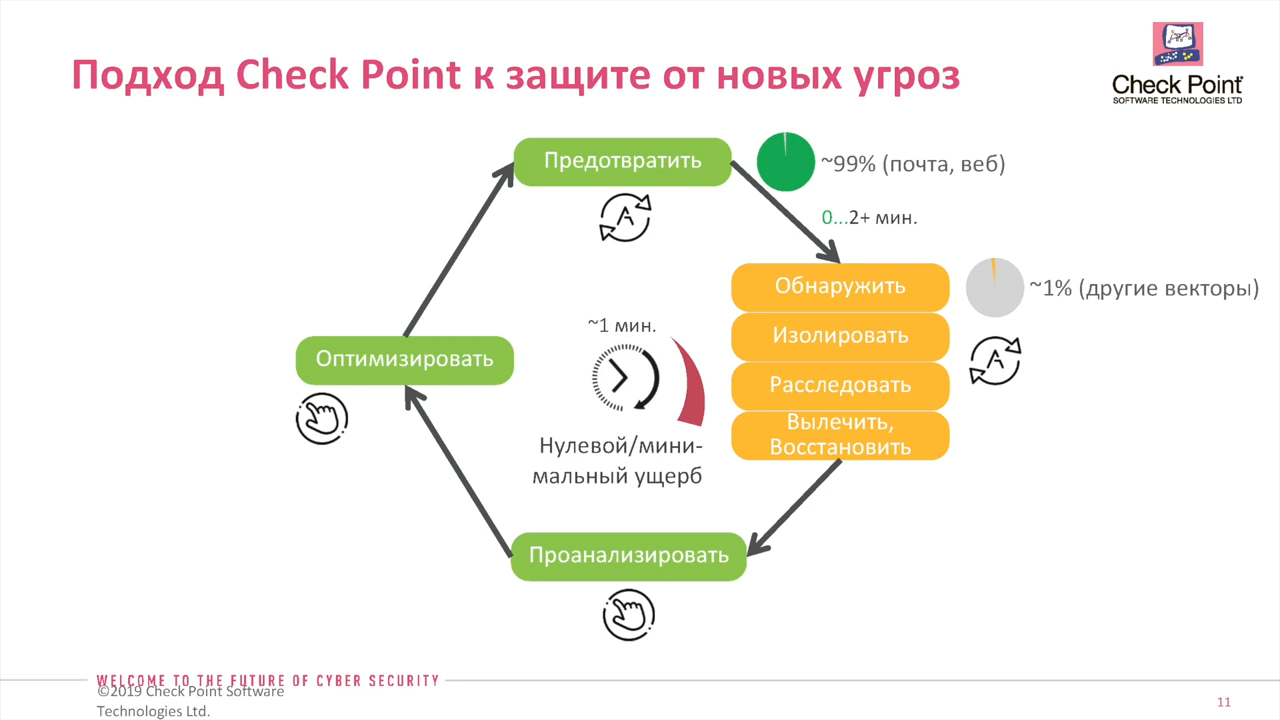 Подход Check Point к защите от новых угроз
Check Point
SOFTWARE TECHNOLOGIES LTD
Предотвратить
~99% (почта, веб)
0...2+ мин.
Обнаружить
~1% (другие векторы)
Изолировать
~1 мин.
Оптимизировать
Расследовать
Вылечить,
Восстановить
Нулевой/мини-
мальный ущерб
Проанализировать
WELCOME TO THE FUTURE OF CYBER SECURITY
©2019 Check Point Software
Technologies Ltd.
11